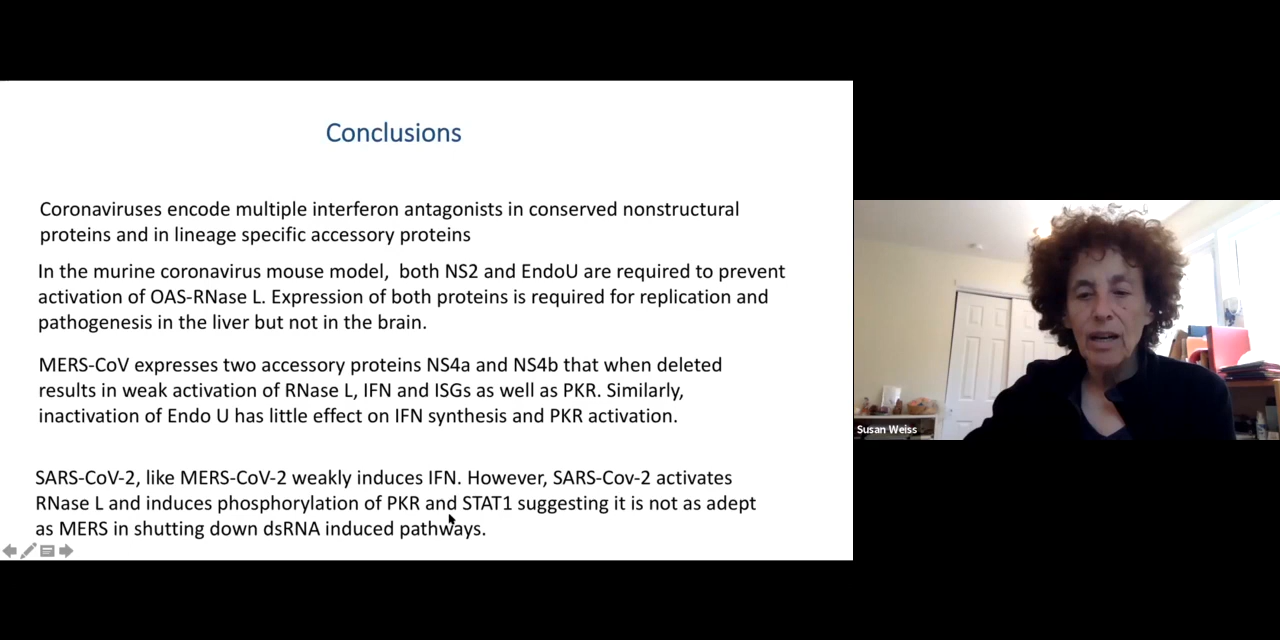 Conclusions
Coronaviruses encode multiple interferon antagonists in conserved nonstructural
proteins and in lineage specific accessory proteins
In the murine coronavirus mouse model, both NS2 and EndoU are required to prevent
activation of OAS-RNase L. Expression of both proteins is required for replication and
pathogenesis in the liver but not in the brain.
MERS-CoV expresses two accessory proteins NS4a and NS4b that when deleted
results in weak activation of RNase L, IFN and ISGs as well as PKR. Similarly,
inactivation of Endo U has little effect on IFN synthesis and PKR activation.
SARS-CoV-2, like MERS-CoV-2 weakly induces IFN. However, SARS-Cov-2 activates
RNase L and induces phosphorylation of PKR and STAT1 suggesting it is not as adept
as MERS in shutting down dsRNA induced pathways.
Susan Weiss